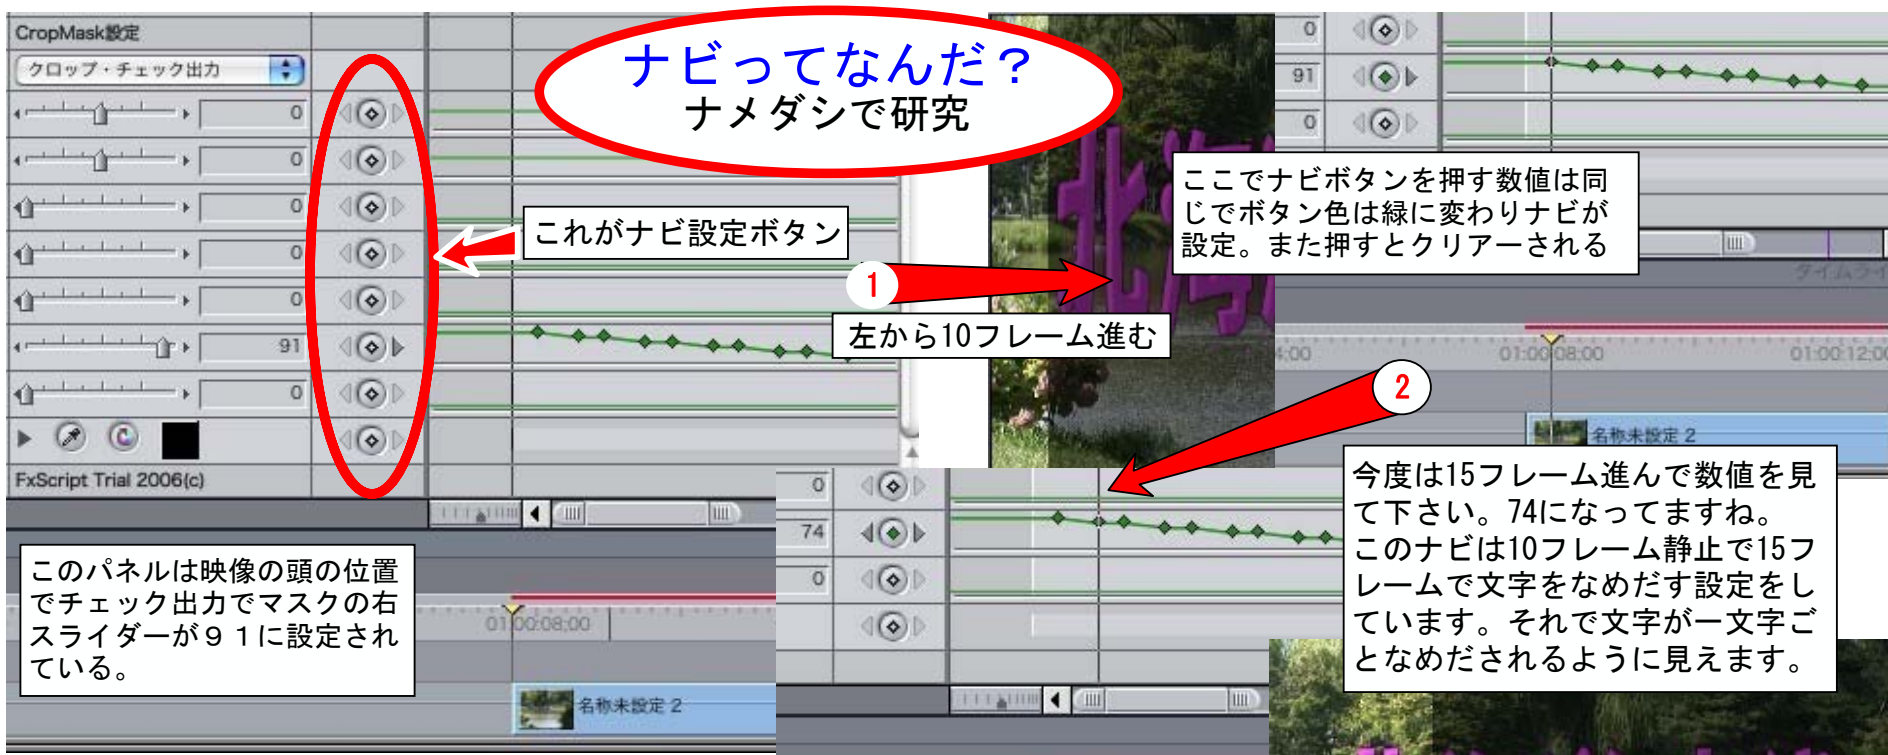 CropMask設定
クロップ・チェック出力
0
0
0
0
0
91
0
FxScript Trial 2006(c)
ナビってなんだ？
ナメダシで研究
これがナビ設定ボタン
1
左から10フレーム進む
0
91
0
ここでナビボタンを押す数値は同
じでボタン色は緑に変わりナビが
設定。また押すとクリアーされる
タイムライ
4:00
01:00:08:00
01:00:12:00
名称未設定 2
2
0
74
0
今度は15フレーム進んで数値を見
て下さい。74になってますね。
このナビは10フレーム静止で15フ
レームで文字をなめだす設定をし
ています。それで文字が一文字ご
となめだされるように見えます。
このパネルは映像の頭の位置
でチェック出力でマスクの右
スライダーが９１に設定され
ている。
01:00:08:00
名称未設定 2
北海